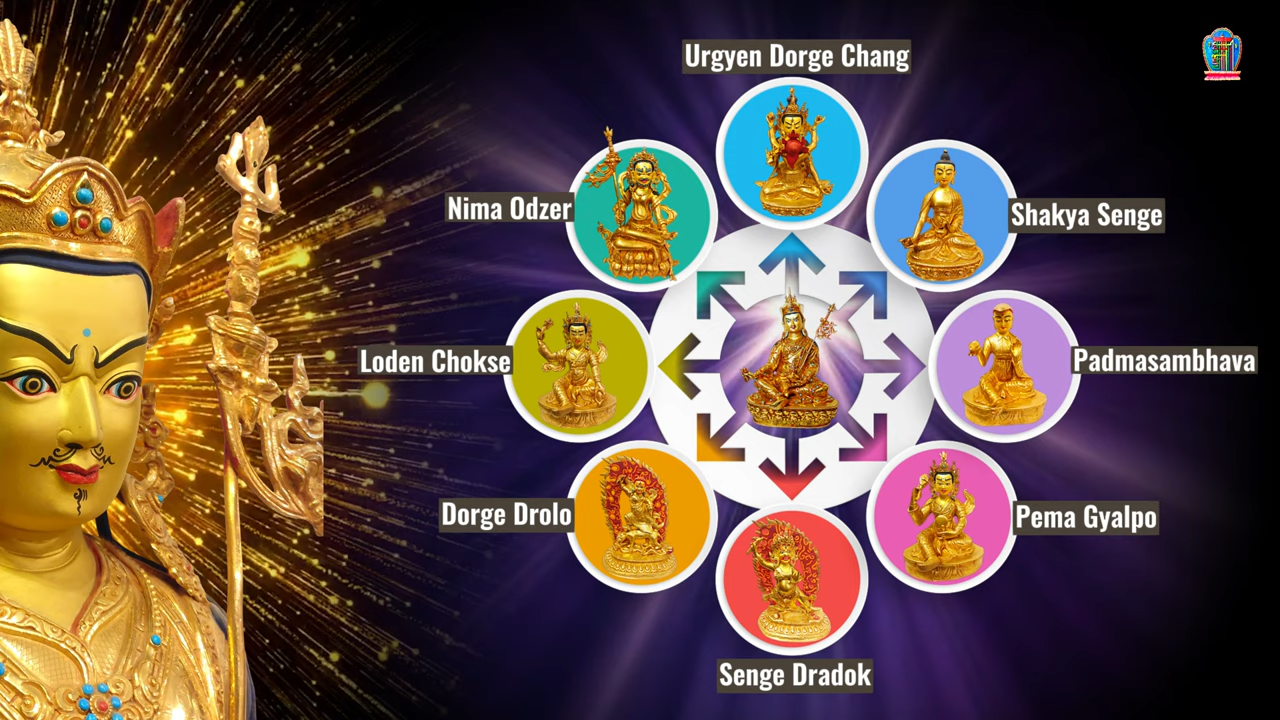 Urgyen Dorge Chang
Nima Odzer
Shakya Senge
Loden Chokse
Padmasambhava
Dorge Drolo
Pema Gyalpo
Senge Dradok